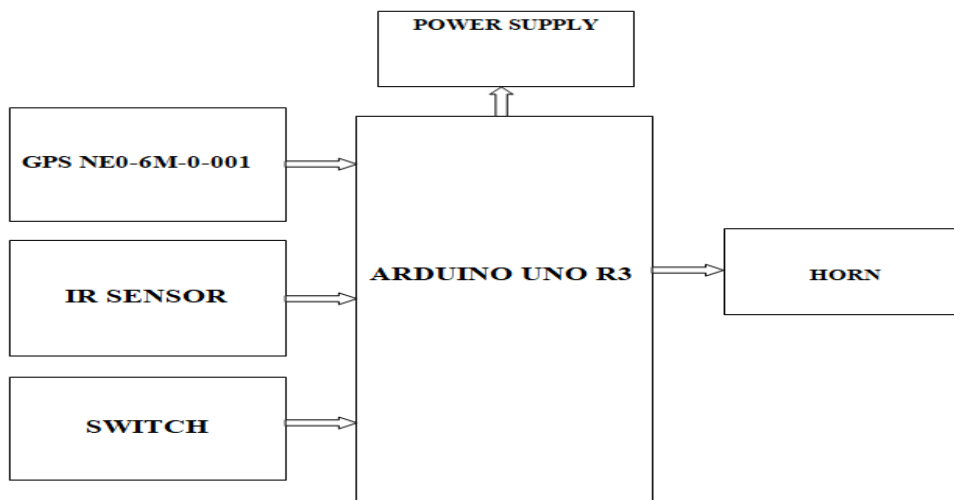 POWER SUPPLY
GPS NE0-6M-0-001
IR SENSOR
SWITCH
ARDUINO UNO R3
HORN